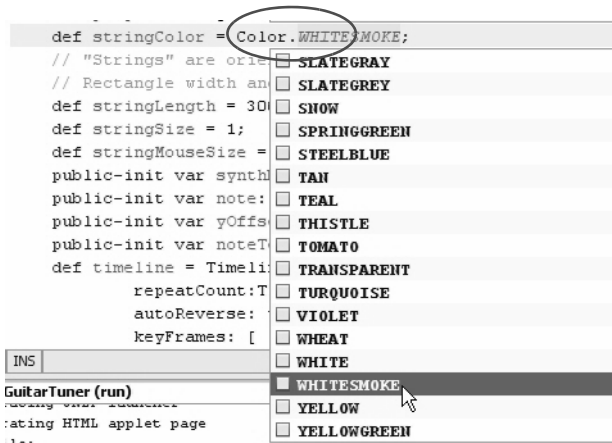 def stringColor = Color.WHITESMOKE;
// "Strings" are orie
// Rectangle width an
def stringLength = 30
def stringSize = 1;
def stringMouseSize =
public-init var synth
public-init var note:
public-init var yOffs
public-init var noteT
def timeline = Timeli
repeatCount:T
autoReverse:
keyFrames: [
SLATEGRAY
SLATEGREY
SNOW
SPRINGGREEN
STEELBLUE
TAN
TEAL
THISTLE
TOMATO
TRANSPARENT
TURQUOISE
VIOLET
WHEAT
WHITE
WHITESMOKE
YELLOW
YELLOWGREEN
INS
GuitarTuner (run)
rating HTML applet page